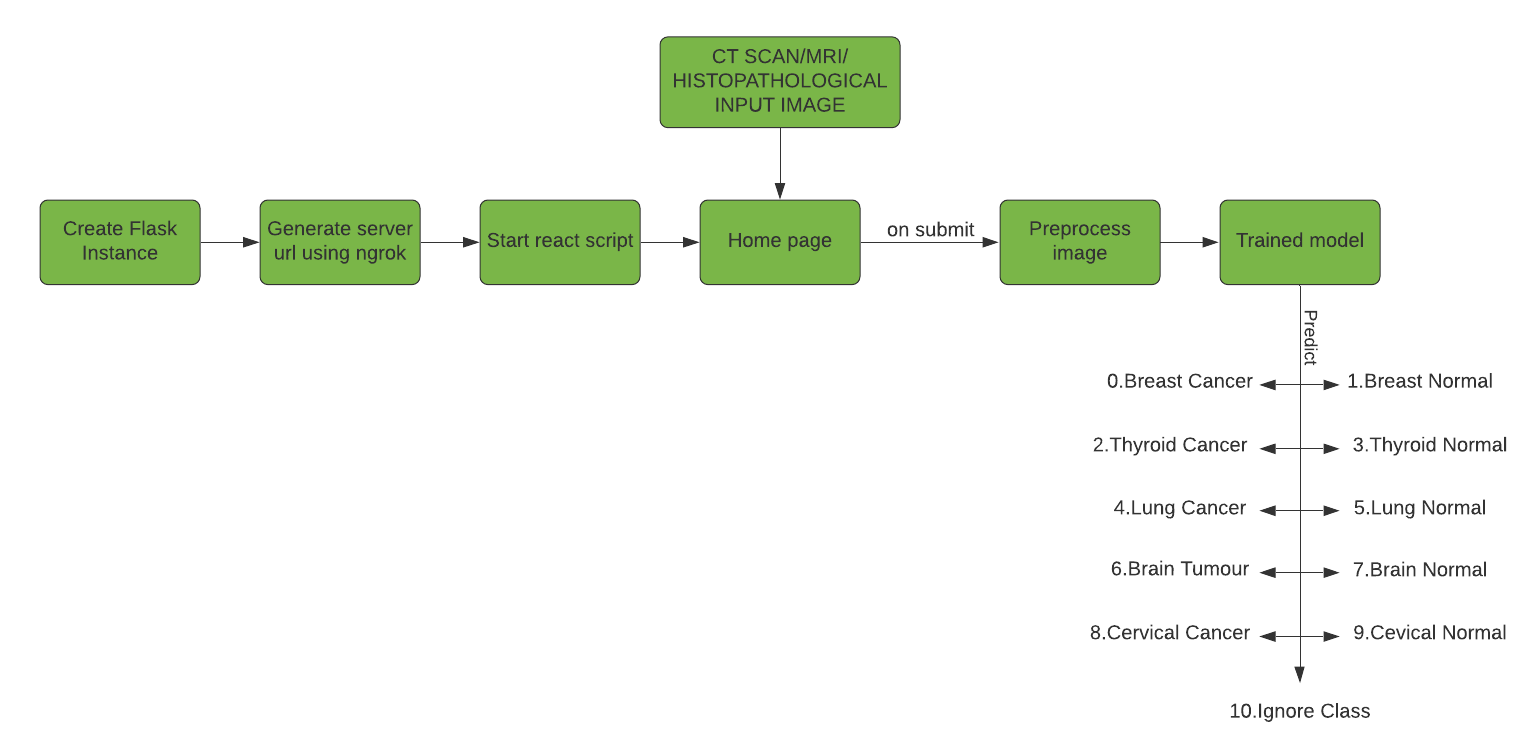 CT SCAN/MRI/
HISTOPATHOLOGICAL
INPUT IMAGE
Create Flask
Instance
Generate server
url using ngrok
Start react script
Home page
on submit
Preprocess
image
Trained model
Predict
0.Breast Cancer
1.Breast Normal
2.Thyroid Cancer
3.Thyroid Normal
4.Lung Cancer
5.Lung Normal
6.Brain Tumour
7.Brain Normal
8.Cervical Cancer
9.Cevical Normal
10.Ignore Class